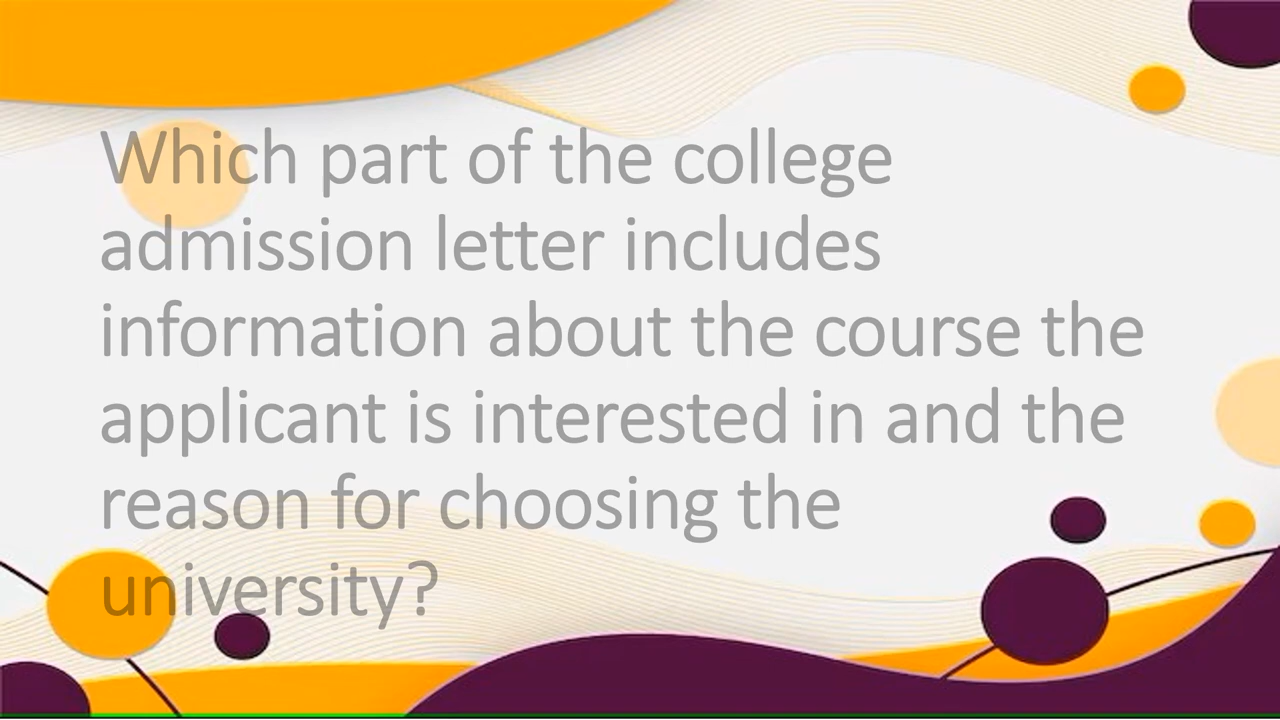 Which part of the college
admission letter includes
information about the course the
applicant is interested in and the
reason for choosing the
university?